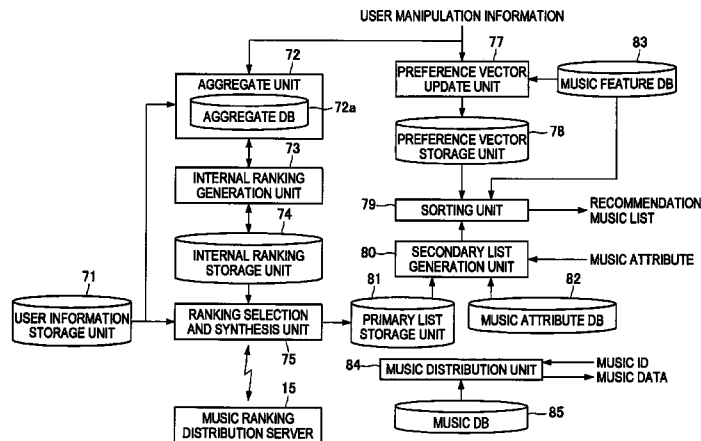 USER MANIPULATION INFORMATION
72
AGGREGATE UNIT
AGGREGATE DB
72a
77
PREFERENCE VECTOR
UPDATE UNIT
83
MUSIC FEATURE DB
73
INTERNAL RANKING
GENERATION UNIT
78
PREFERENCE VECTOR
STORAGE UNIT
74
INTERNAL RANKING
STORAGE UNIT
79
SORTING UNIT
RECOMMENDATION
MUSIC LIST
80
SECONDARY LIST
GENERATION UNIT
MUSIC ATTRIBUTE
71
USER INFORMATION
STORAGE UNIT
RANKING SELECTION
AND SYNTHESIS UNIT
75
81
PRIMARY LIST
STORAGE UNIT
82
MUSIC ATTRIBUTE DB
84
MUSIC DISTRIBUTION UNIT
MUSIC ID
MUSIC DATA
15
MUSIC RANKING
DISTRIBUTION SERVER
MUSIC DB
85